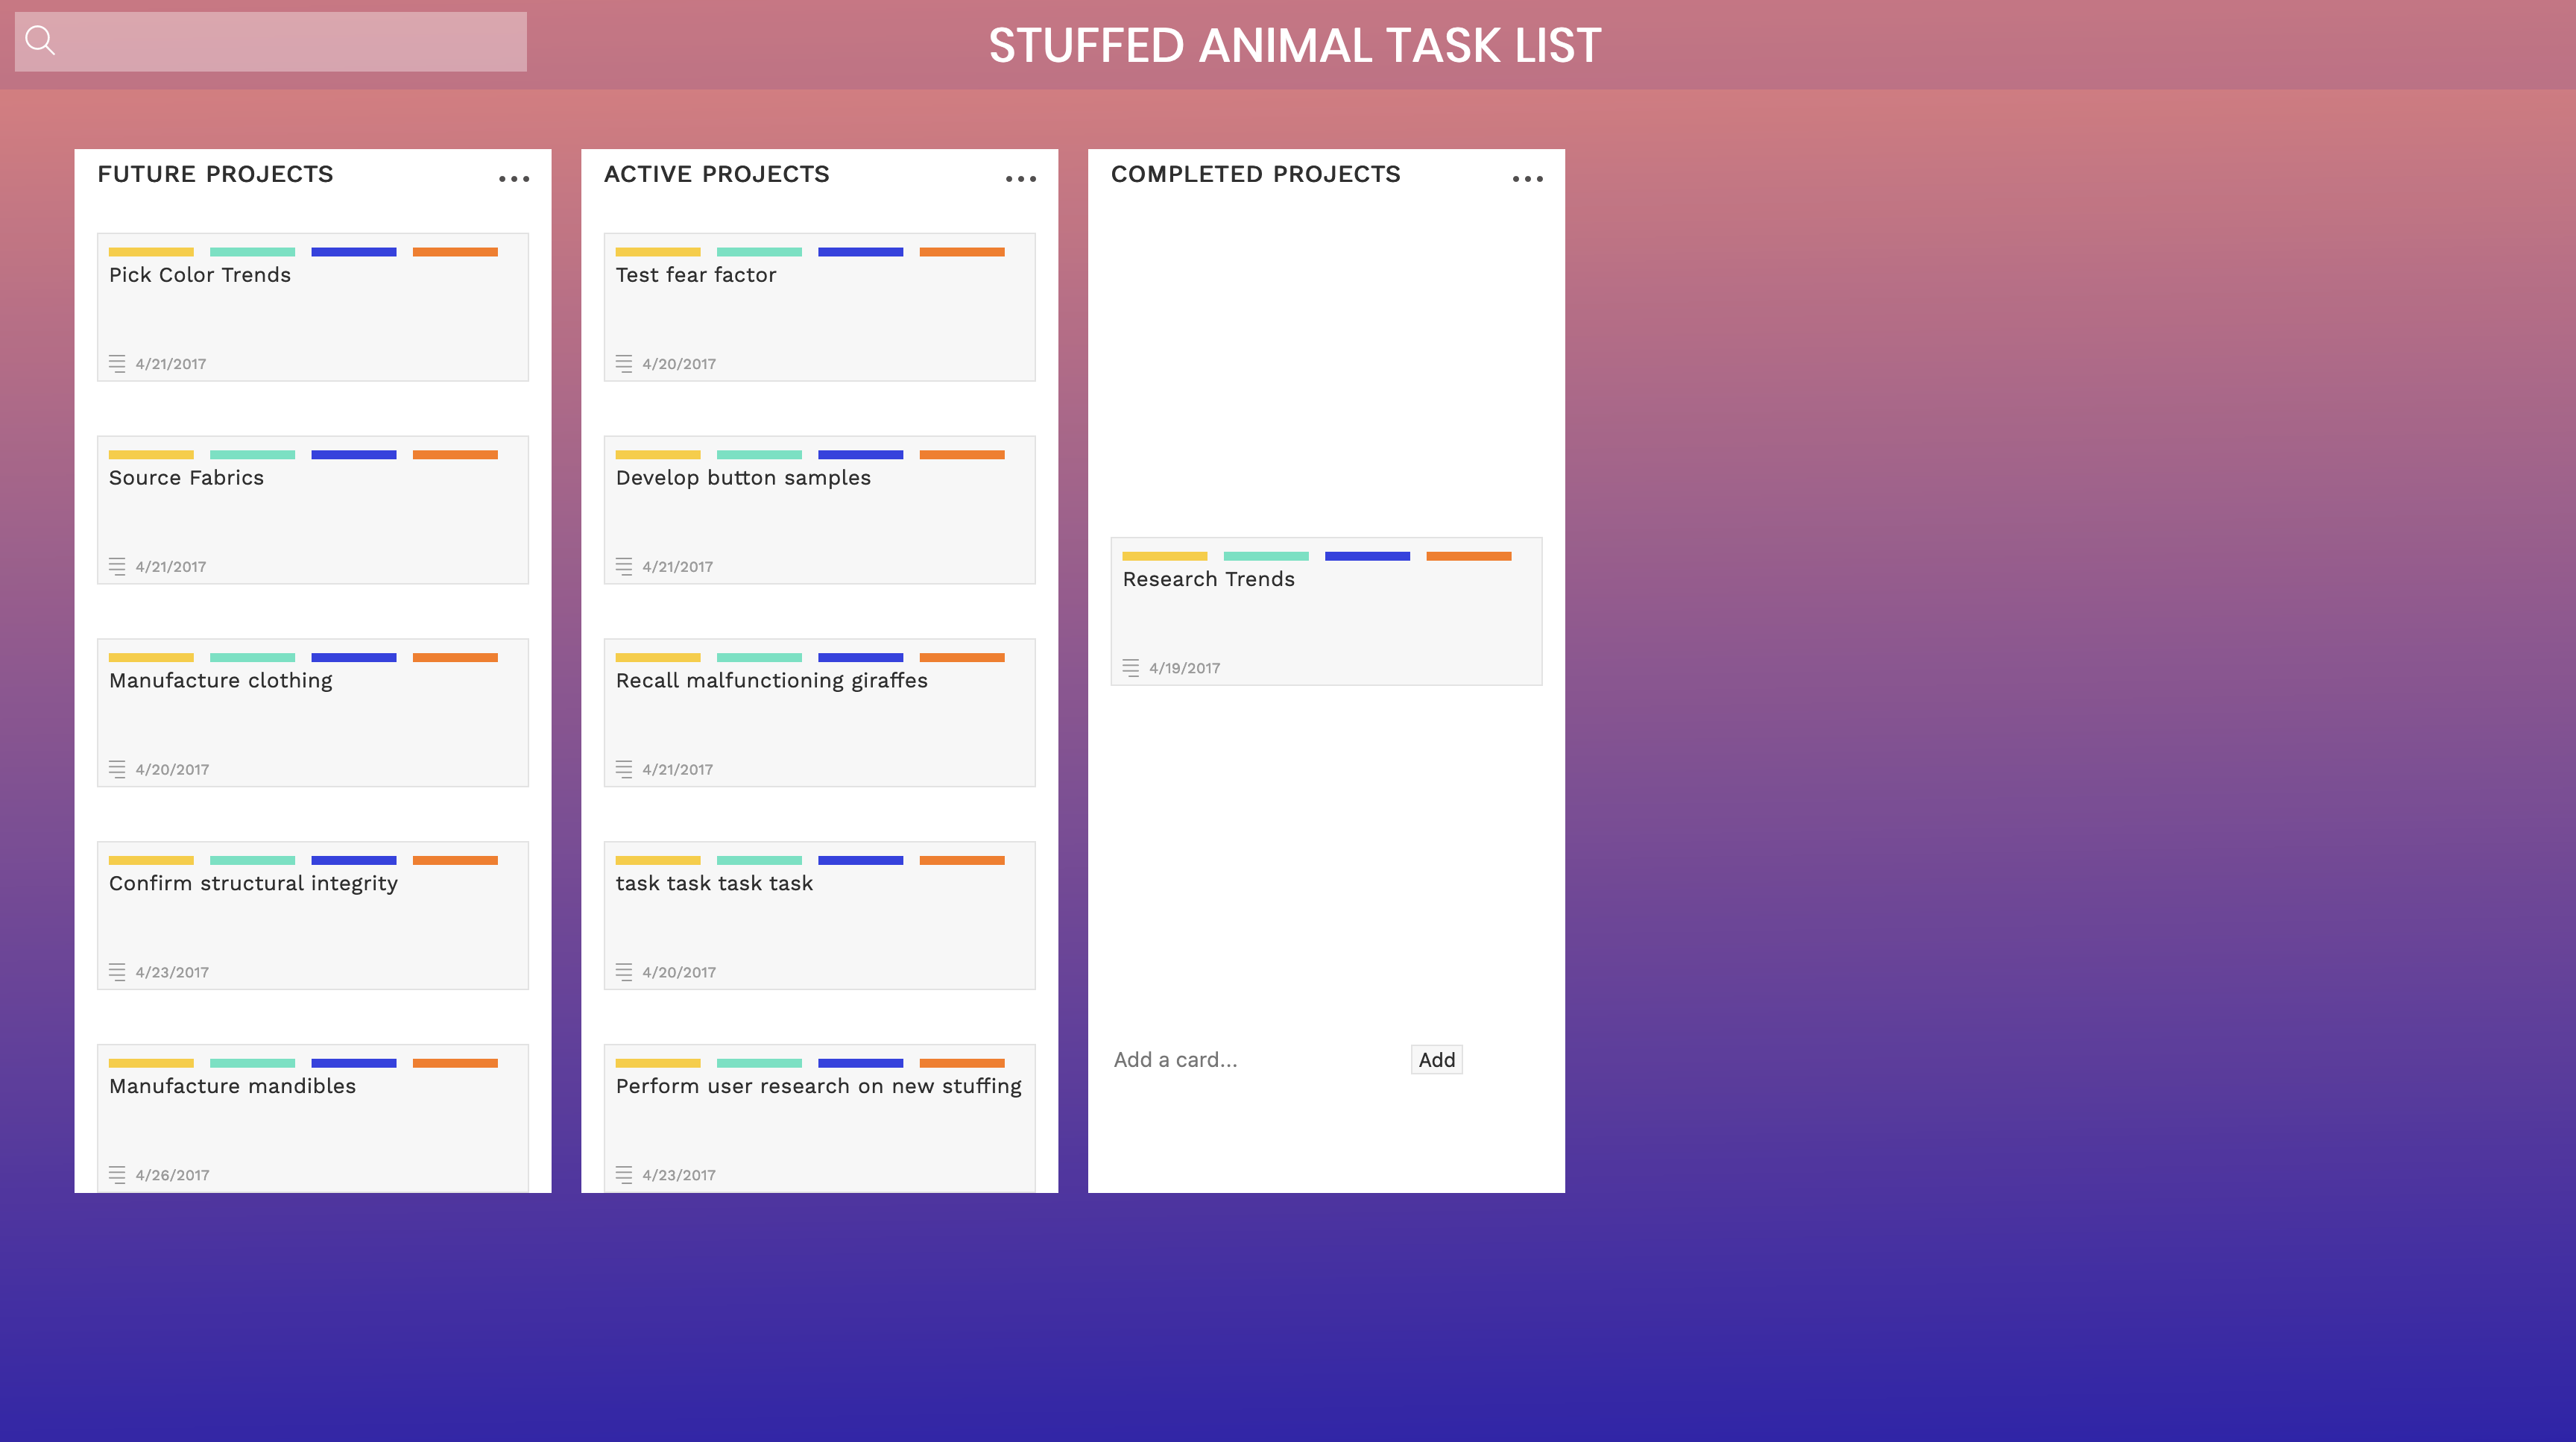 STUFFED ANIMAL TASK LIST
FUTURE PROJECTS
Pick Color Trends
4/21/2017
Source Fabrics
4/21/2017
Manufacture clothing
4/20/2017
Confirm structural integrity
4/23/2017
Manufacture mandibles
4/26/2017
ACTIVE PROJECTS
Test fear factor
4/20/2017
Develop button samples
4/21/2017
Recall malfunctioning giraffes
4/21/2017
task task task task
4/20/2017
Perform user research on new stuffing
4/23/2017
COMPLETED PROJECTS
Research Trends
4/19/2017
Add a card...
Add